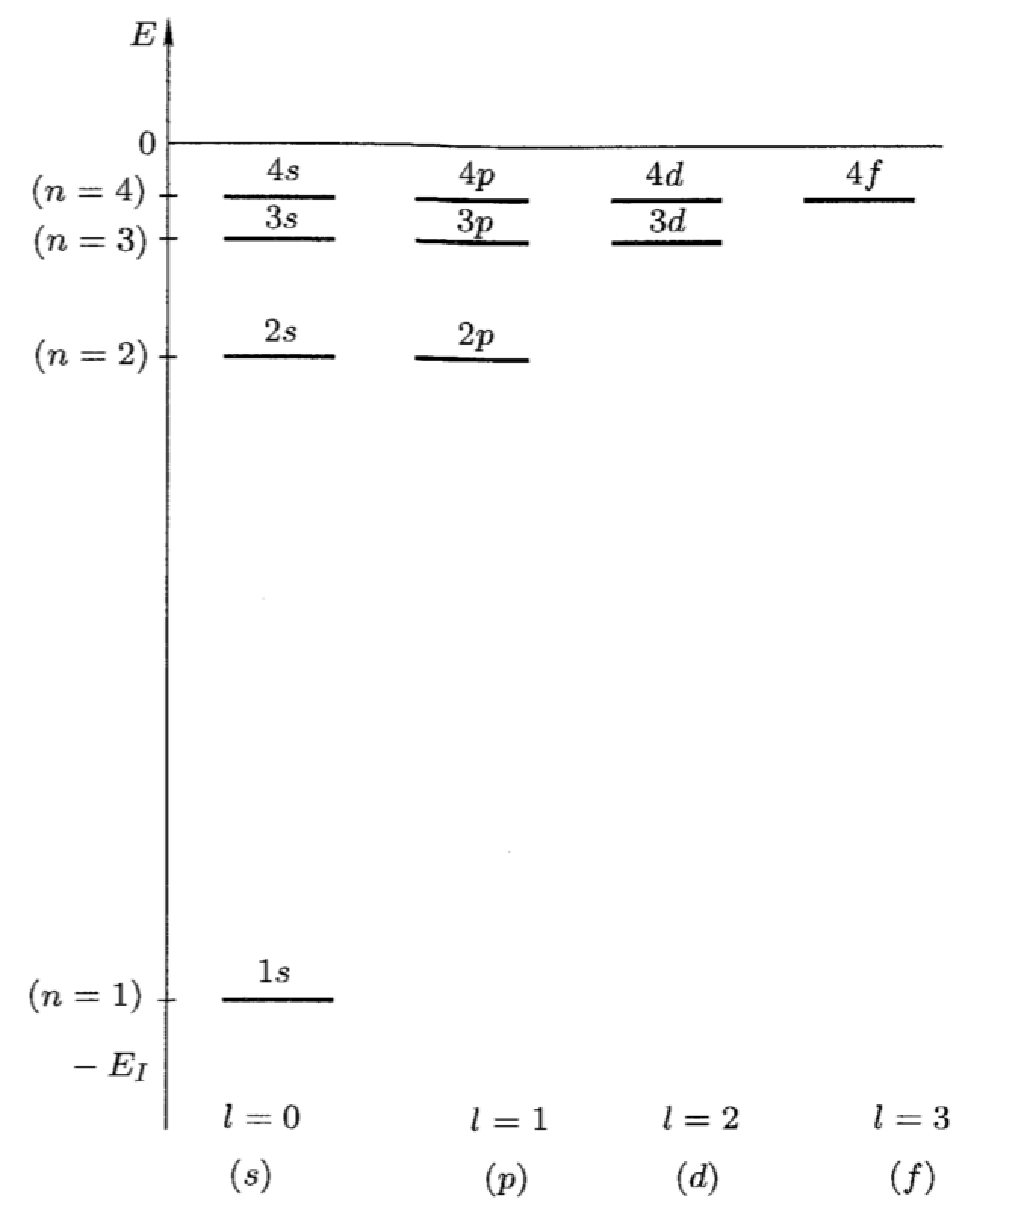 E
0
4s 4p 4d 4f
(n = 4)
3s 3p 3d
(n = 3)
2s 2p
(n = 2)
1s
(n = 1)
− E_I
l = 0 l = 1 l = 2 l = 3
(s) (p) (d) (f)